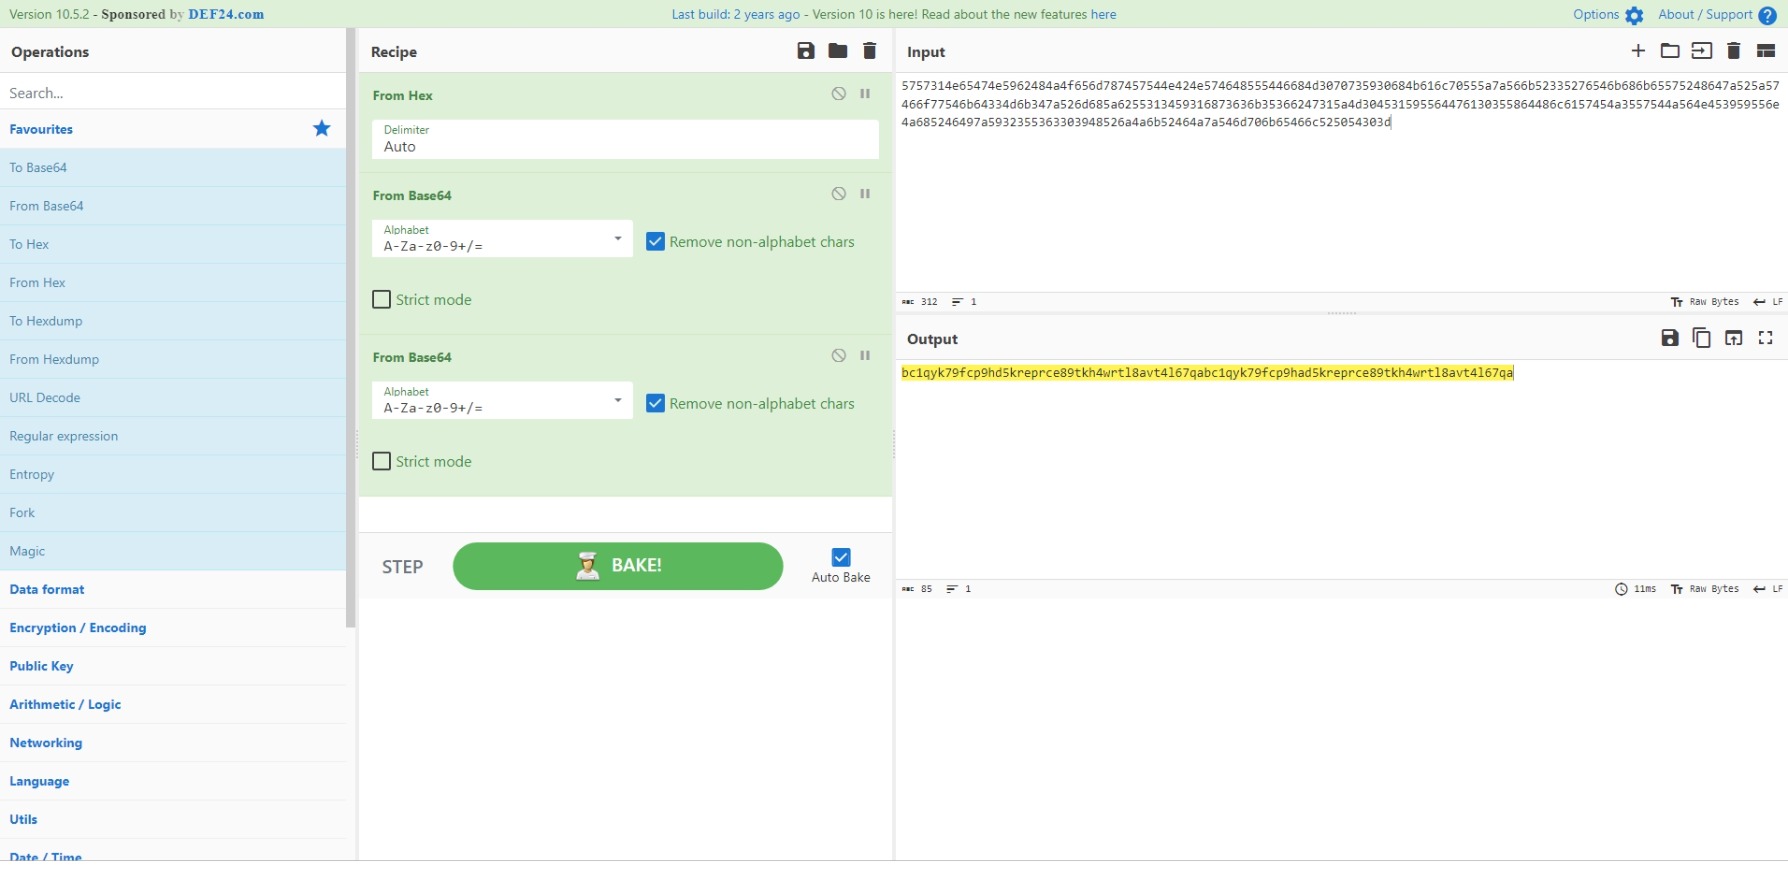 Version 10.5.2 - Sponsored by DEF24.com
Last build: 2 years ago - Version 10 is here! Read about the new features here
Options
About / Support
Operations
Search...
Favourites
To Base64
From Base64
To Hex
From Hex
To Hexdump
From Hexdump
URL Decode
Regular expression
Entropy
Fork
Magic
Data format
Encryption / Encoding
Public Key
Arithmetic / Logic
Networking
Language
Utils
Date / Time
Recipe
From Hex
Delimiter
Auto
From Base64
Alphabet
A-Za-z0-9+/=
Remove non-alphabet chars
Strict mode
From Base64
Alphabet
A-Za-z0-9+/=
Remove non-alphabet chars
Strict mode
STEP
BAKE!
Auto Bake
Input
5757314e65474e5962484a4f656d787457544e424e574648555446684d3070735930684b616c70555a7a566b52335276546b686b65575248647a525a57
466f77546b64334d6b347a526d685a6255313459316873636b35366247315a4d304531595564476130355864486c6157454a3557544a564e453959556e
4a685246497a5932355363303948526a4a6b52464a7a546d706b65466c525054303d
ABC 312
1
Raw Bytes
LF
Output
bc1qyk79fcp9hd5kreprce89tkh4wrtl8avt4l67qabc1qyk79fcp9had5kreprce89tkh4wrtl8avt4l67qa
ABC 85
1
11ms
Raw Bytes
LF